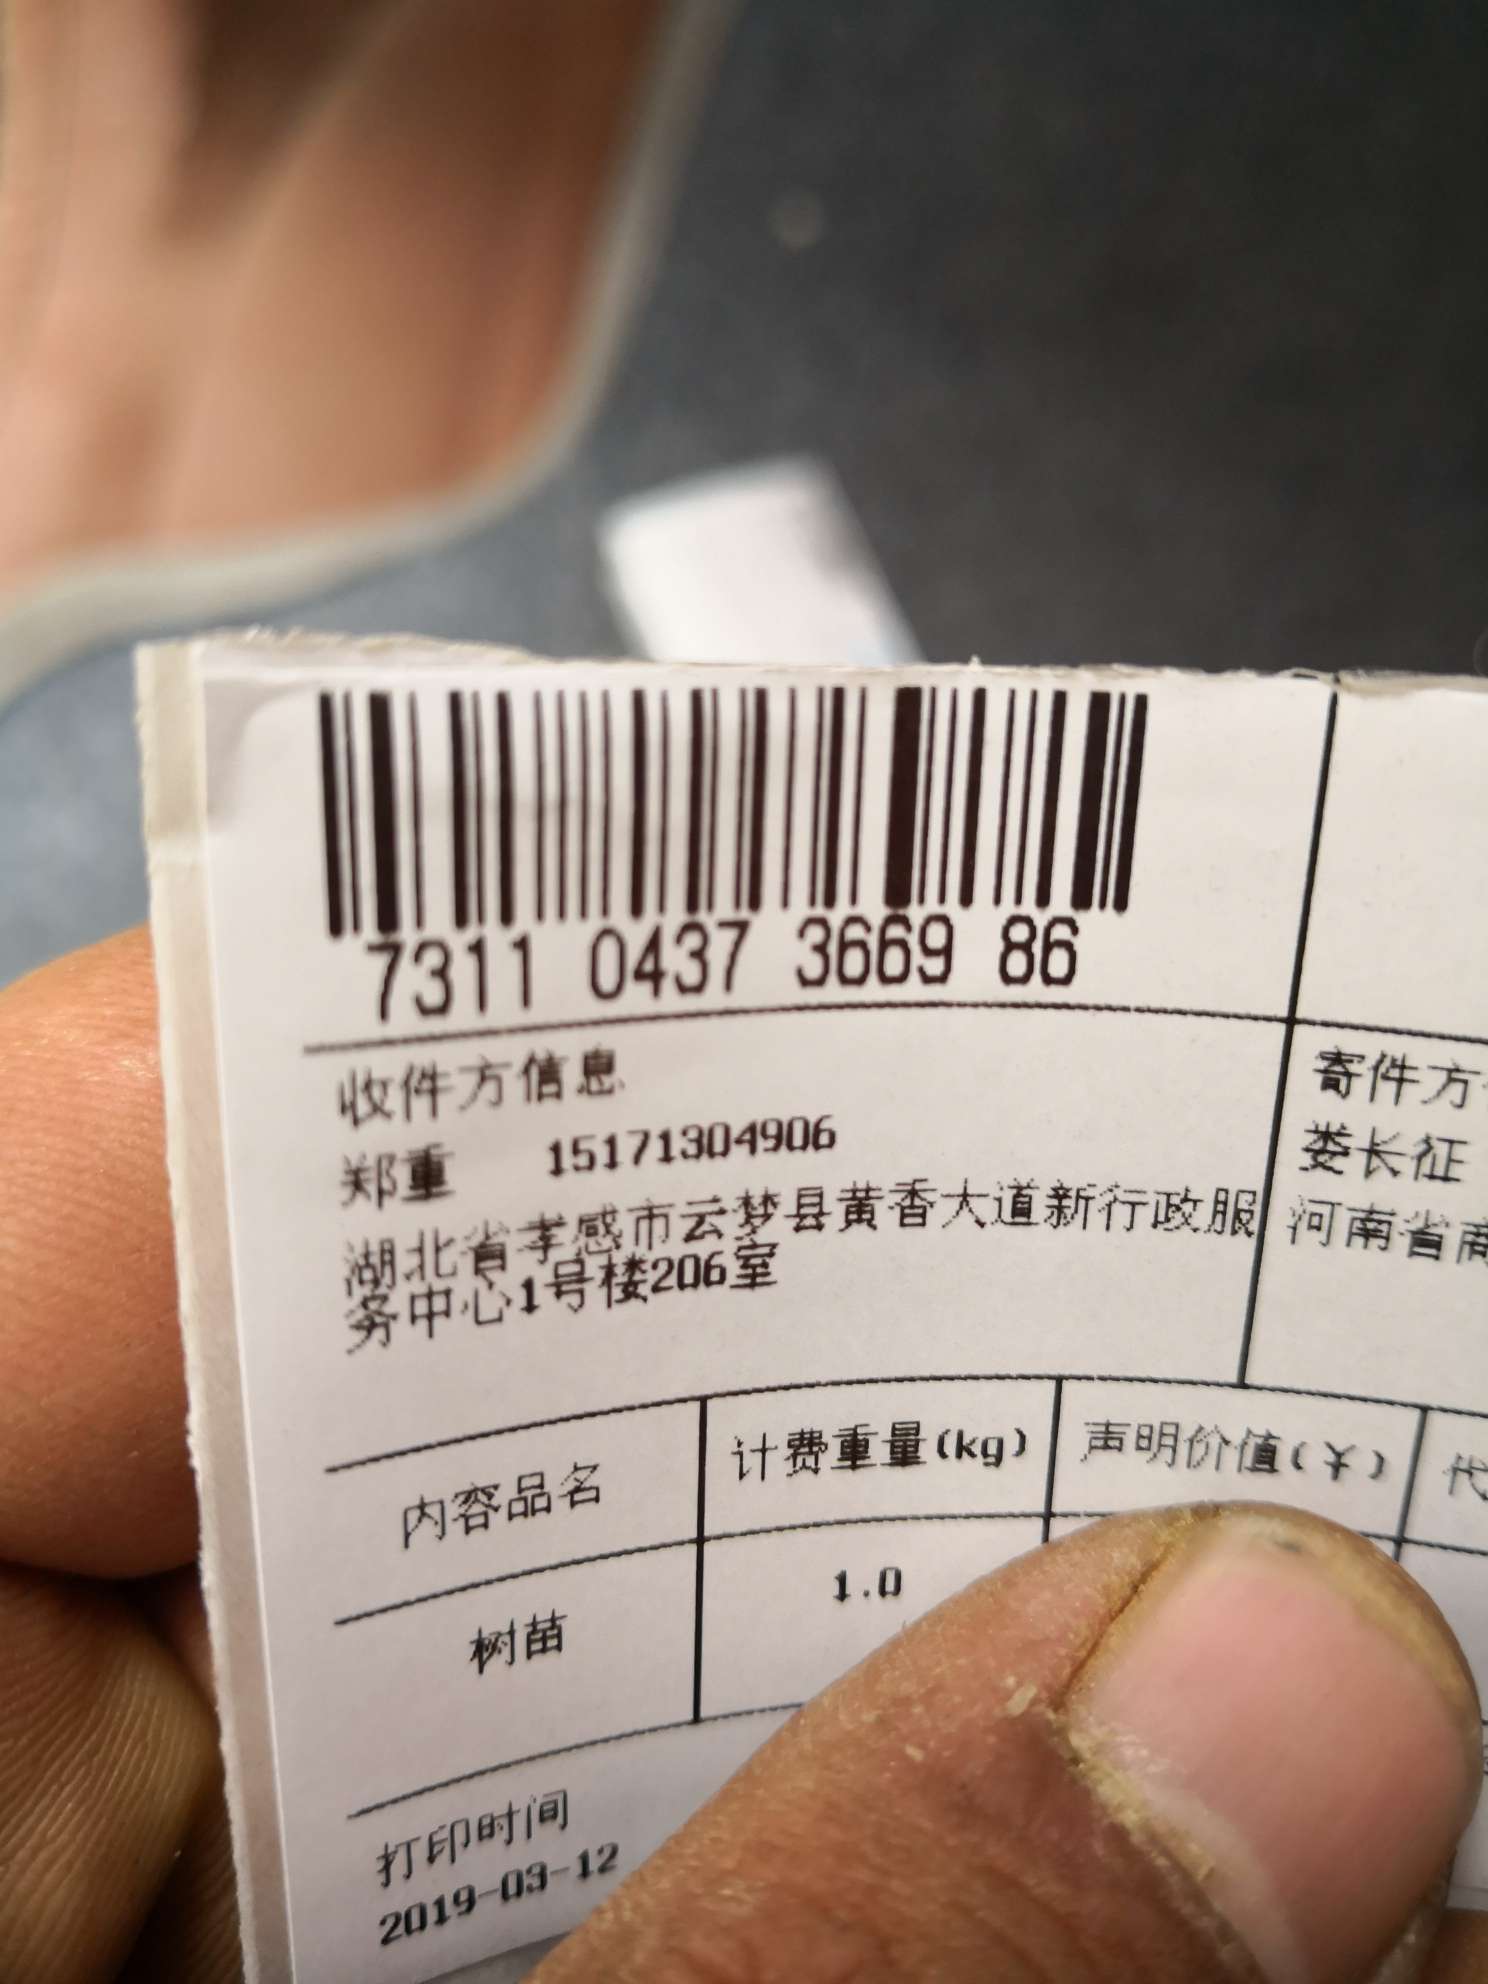 7311 0437 3669 86
收件方信息
郑重 15171304906
湖北省孝感市云梦县黄香大道新行政服
务中心1号楼206室
寄件方
娄长征
河南省商
内容品名 计费重量(kg) 声明价值(¥) 代
树苗 1.0
打印时间
2019-03-12